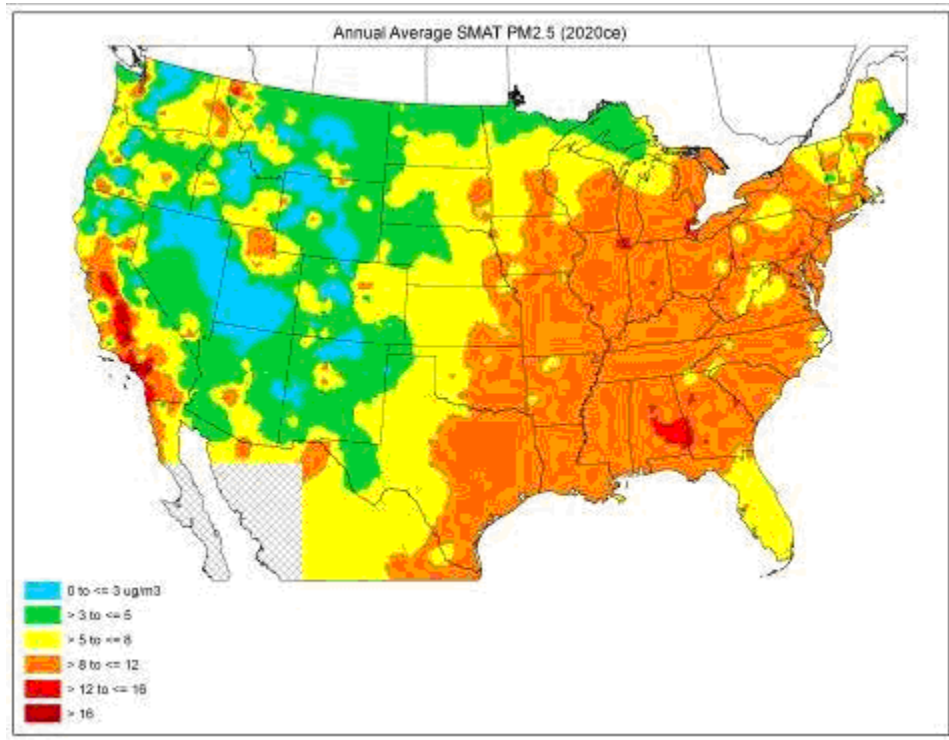 Annual Average SMAT PM2.5 (2020ce)
0 to <= 3 ug/m3
> 3 to <= 5
> 5 to <= 8
> 8 to <= 12
> 12 to <= 16
> 16